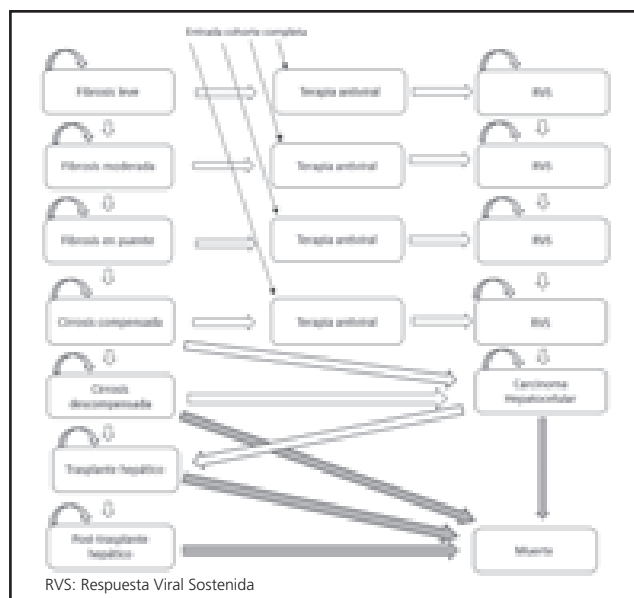 Entrada cohorte completa
Fibrosis leve
Terapia antiviral
RVS
Fibrosis moderada
Terapia antiviral
RVS
Fibrosis en puente
Terapia antiviral
RVS
Cirrosis compensada
Terapia antiviral
RVS
Cirrosis
descompensada
Carcinoma
Hepatocelular
Trasplante hepático
Post-trasplante
hepático
Muerte
RVS: Respuesta Viral Sostenida